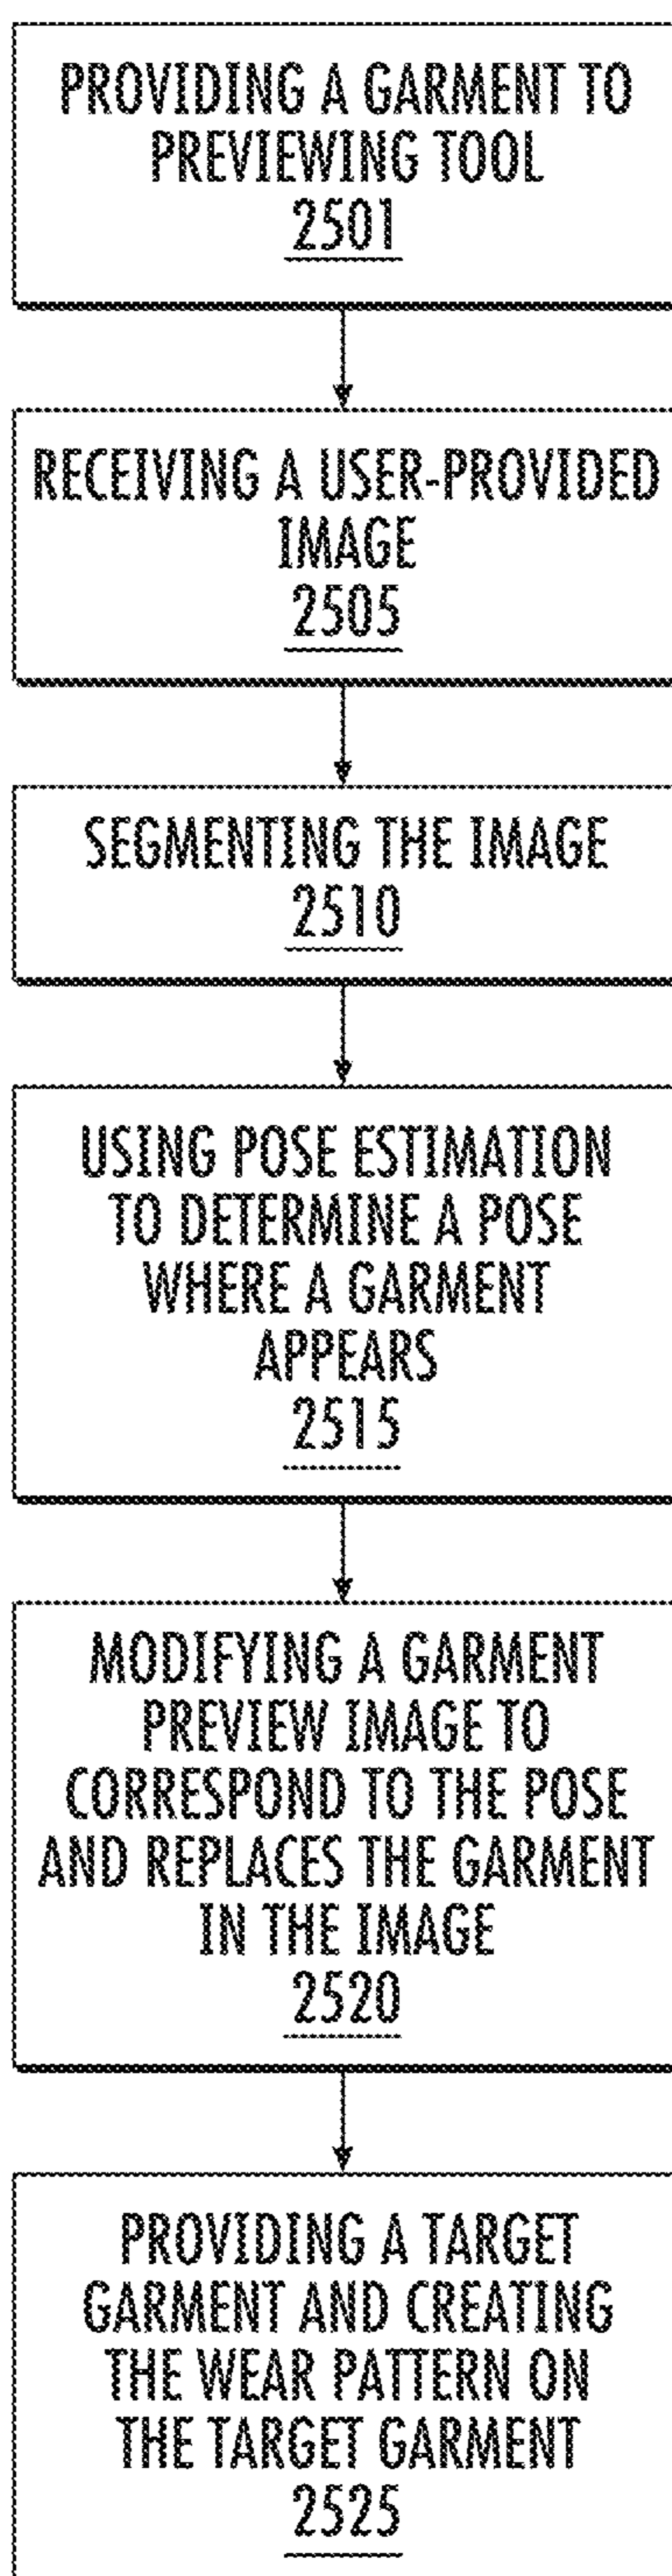 PROVIDING A GARMENT TO
PREVIEWING TOOL
2501
RECEIVING A USER-PROVIDED
IMAGE
2505
SEGMENTING THE IMAGE
2510
USING POSE ESTIMATION
TO DETERMINE A POSE
WHERE A GARMENT
APPEARS
2515
MODIFYING A GARMENT
PREVIEW IMAGE TO
CORRESPOND TO THE POSE
AND REPLACES THE GARMENT
IN THE IMAGE
2520
PROVIDING A TARGET
GARMENT AND CREATING
THE WEAR PATTERN ON
THE TARGET GARMENT
2525